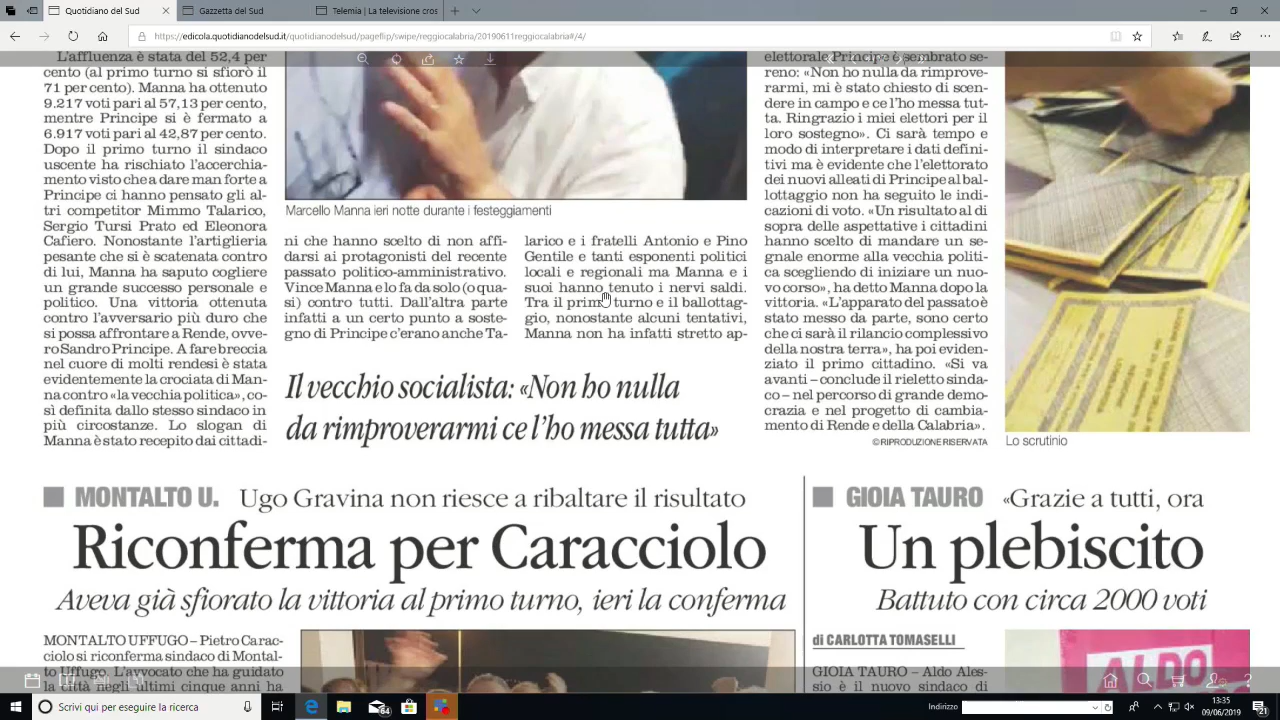 Quotidiano del Sud
Quotidiano del Sud
La televisione cros
https://edicola.quotidianodelsud.it/quotidianodelsud/pageflip/swipe/reggiocalabria/20190611reggiocalabria#/4/
L'affluenza è stata del 52,4 per
cento (al primo turno si sfiorò il
71 per cento). Manna ha ottenuto
9.217 voti pari al 57,13 per cento,
mentre Principe si è fermato a
6.917 voti pari al 42,87 per cento.
Dopo il primo turno il sindaco
uscente ha rischiato l'accerchia-
mento visto che a dare man forte a
Principe ci hanno pensato gli al-
tri competitor Mimmo Talarico,
Sergio Tursi Prato ed Eleonora
Cafiero. Nonostante l'artiglieria
pesante che si è scatenata contro
di lui, Manna ha saputo cogliere
un grande successo personale e
politico. Una vittoria ottenuta
contro l'avversario più duro che
si possa affrontare a Rende, ovve-
ro Sandro Principe. A fare breccia
nel cuore di molti rendesi è stata
evidentemente la crociata di Man-
na contro «la vecchia politica», co-
sì definita dallo stesso sindaco in
più circostanze. Lo slogan di
Manna è stato recepito dai cittadi-
Marcello Manna ieri notte durante i festeggiamenti
ni che hanno scelto di non affi-
darsi ai protagonisti del recente
passato politico-amministrativo.
Vince Manna e lo fa da solo (o qua-
si) contro tutti. Dall'altra parte
infatti a un certo punto a soste-
gno di Principe c'erano anche Ta-
larico e i fratelli Antonio e Pino
Gentile e tanti esponenti politici
locali e regionali ma Manna e i
suoi hanno tenuto i nervi saldi.
Tra il primo turno e il ballottag-
gio, nonostante alcuni tentativi,
Manna non ha infatti stretto ap-
Il vecchio socialista: «Non ho nulla
da rimproverarmi ce l'ho messa tutta»
elettorale Principe è sembrato se-
reno: «Non ho nulla da rimprove-
rarmi, mi è stato chiesto di scen-
dere in campo e ce l'ho messa tut-
ta. Ringrazio i miei elettori per il
loro sostegno». Ci sarà tempo e
modo di interpretare i dati defini-
tivi ma è evidente che l'elettorato
dei nuovi alleati di Principe al bal-
lottaggio non ha seguito le indi-
cazioni di voto. «Un risultato al di
sopra delle aspettative i cittadini
hanno scelto di mandare un se-
gnale enorme alla vecchia politi-
ca scegliendo di iniziare un nuo-
vo corso», ha detto Manna dopo la
vittoria. «L'apparato del passato è
stato messo da parte, sono certo
che ci sarà il rilancio complessivo
della nostra terra», ha poi eviden-
ziato il primo cittadino. «Si va
avanti – conclude il rieletto sinda-
co – nel percorso di grande demo-
crazia e nel progetto di cambia-
mento di Rende e della Calabria».
© RIPRODUZIONE RISERVATA
Lo scrutinio
MONTALTO U. Ugo Gravina non riesce a ribaltare il risultato
Riconferma per Caracciolo
Aveva già sfiorato la vittoria al primo turno, ieri la conferma
MONTALTO UFFUGO – Pietro Carac-
ciolo si riconferma sindaco di Montal-
to Uffugo. L'avvocato che ha guidato
la città negli ultimi cinque anni ha
GIOIA TAURO «Grazie a tutti, ora
Un plebiscito
Battuto con circa 2000 voti
di CARLOTTA TOMASELLI
GIOIA TAURO – Aldo Ales-
sio è il nuovo sindaco di
ALDO
Scrivi qui per eseguire la ricerca
64
Indirizzo
13:35
09/06/2019
21